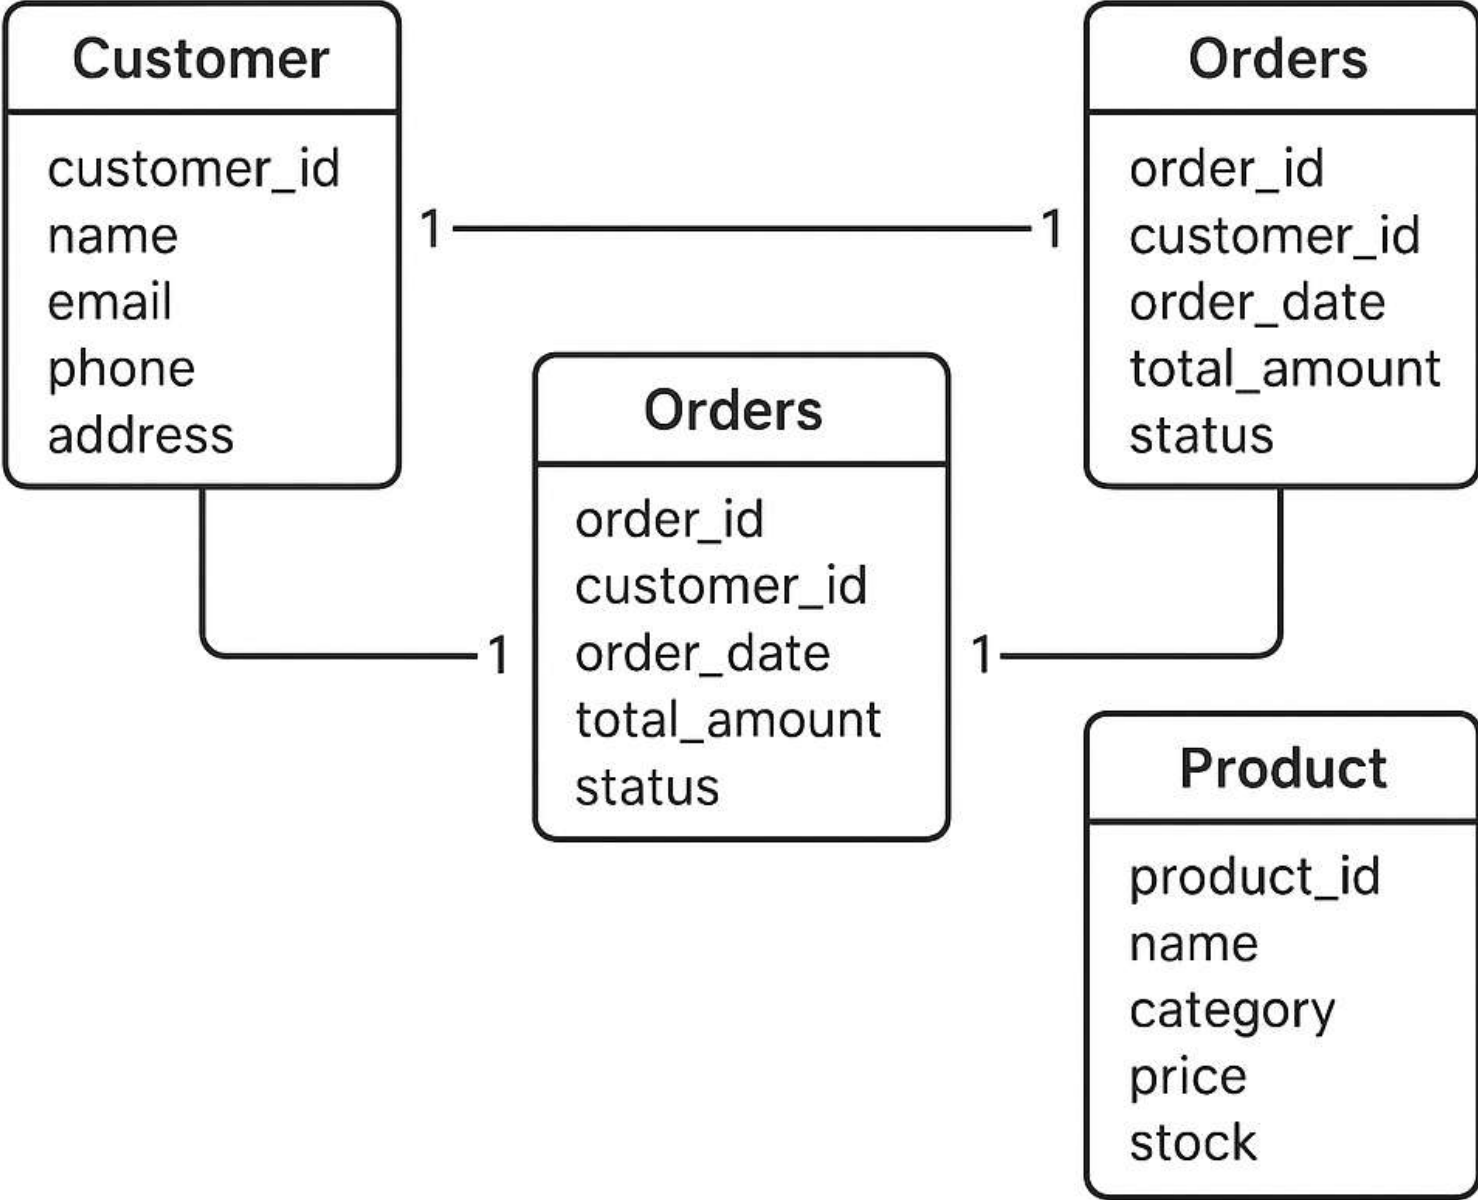 Customer
customer_id
name
email
phone
address
1
1
Orders
order_id
customer_id
order_date
total_amount
status
1
Orders
order_id
customer_id
order_date
total_amount
status
1
Product
product_id
name
category
price
stock